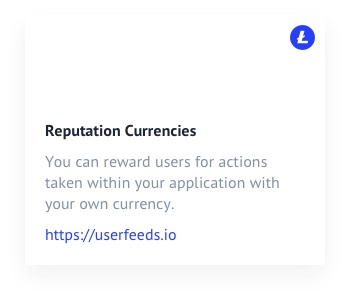 Reputation Currencies
You can reward users for actions
taken within your application with
your own currency.
https://userfeeds.io